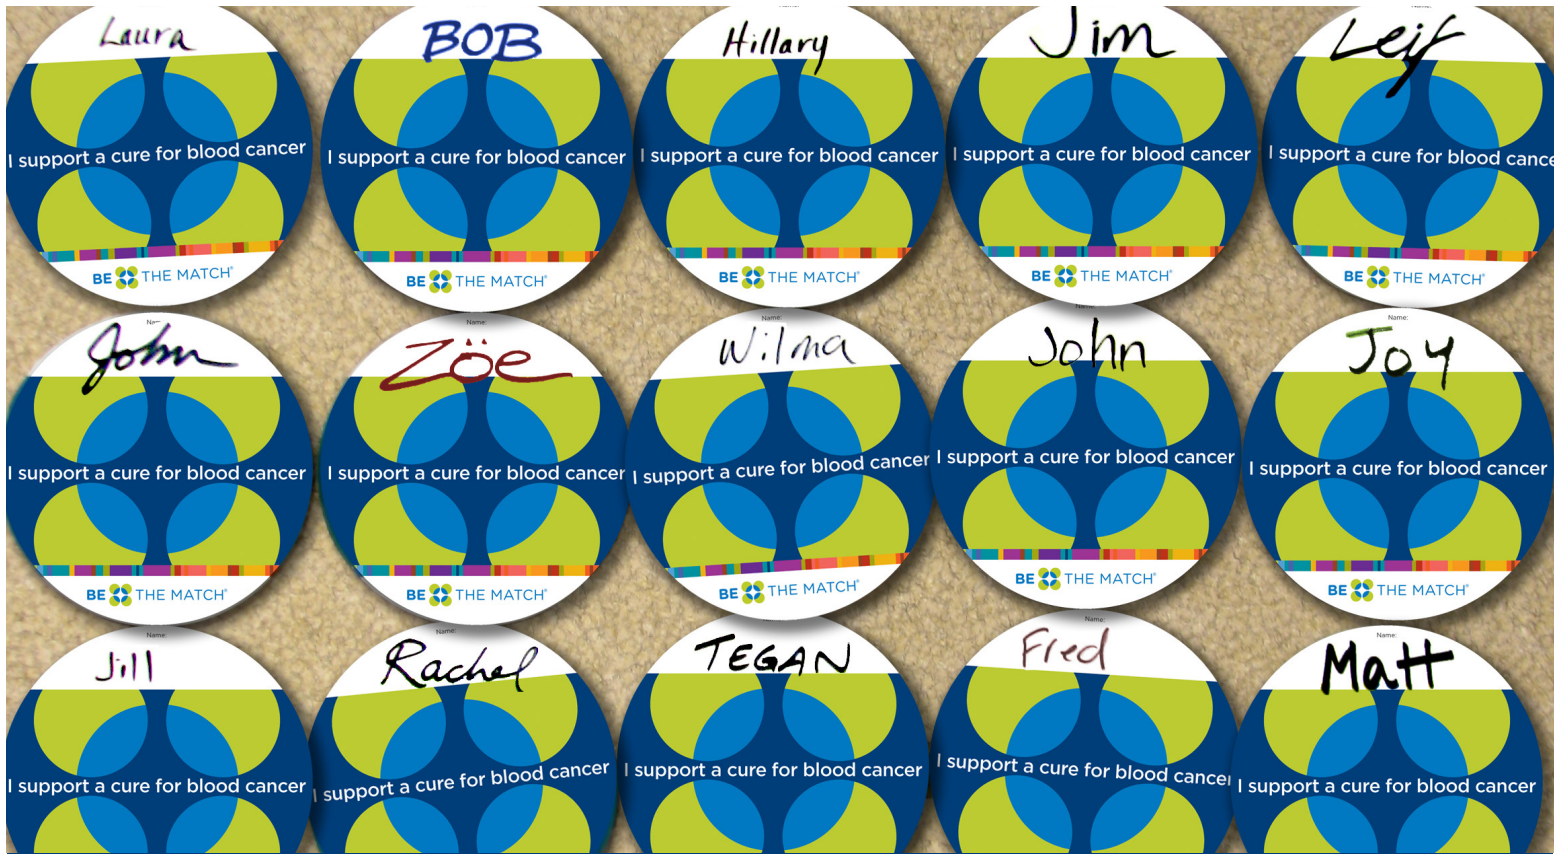 Laura
I support a cure for blood cancer
BE THE MATCH®
BOB
I support a cure for blood cancer
BE THE MATCH®
Hillary
I support a cure for blood cancer
BE THE MATCH®
Jim
I support a cure for blood cancer
BE THE MATCH®
Leif
I support a cure for blood cance
BE THE MATCH®
John
I support a cure for blood cancer
BE THE MATCH®
Name:
Zöe
I support a cure for blood cancer
BE THE MATCH®
Name:
Wilma
I support a cure for blood cancer
BE THE MATCH®
John
I support a cure for blood cancer
BE THE MATCH®
Name:
Joy
I support a cure for blood cancer
BE THE MATCH®
Name:
Jill
I support a cure for blood cancer
Name:
Rachel
I support a cure for blood cancer
TEGAN
I support a cure for blood cancer
Name:
Fred
I support a cure for blood cancer
Name:
Matt
I support a cure for blood cancer